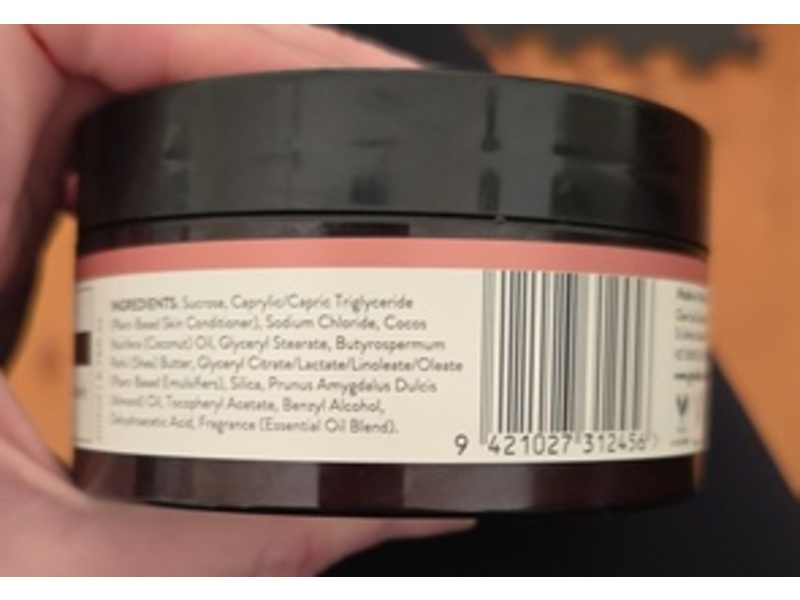 INGREDIENTS: Sucrose, Caprylic/Capric Triglyceride
(Plant Based Skin Conditioner), Sodium Chloride, Cocos
Nucifera (Coconut) Oil, Glyceryl Stearate, Butyrospermum
Parkii (Shea) Butter, Glyceryl Citrate/Lactate/Linoleate/Oleate
(Plant Based Emulsifiers), Silica, Prunus Amygdalus Dulcis
(Almond) Oil, Tocopheryl Acetate, Benzyl Alcohol,
Dehydroacetic Acid, Fragrance (Essential Oil Blend).
9 421027 312456